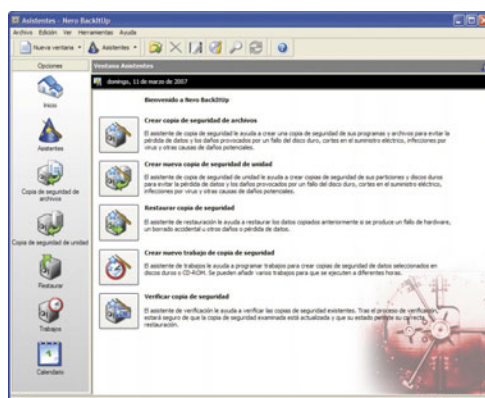 Asistentes - Nero BackItUp
Archivo Edición Ver Herramientas Ayuda
Nueva ventana Asistentes
Opciones
Ventana Asistentes
domingo, 11 de marzo de 2007
Inicio
Asistentes
Copia de seguridad de
archivos
Copia de seguridad de unidad
Restaurar
Trabajos
Calendario
Bienvenido a Nero BackItUp
Crear copia de seguridad de archivos
El asistente de copia de seguridad le ayuda a crear una copia de seguridad de sus programas y archivos para evitar la
pérdida de datos y los daños provocados por un fallo del disco duro, cortes en el suministro eléctrico, infecciones
por virus y otras causas de daños potenciales.
Crear nueva copia de seguridad de unidad
El asistente de copia de seguridad de unidad le ayuda a crear copias de seguridad de sus particiones y discos duros
para evitar la pérdida de datos y los daños provocados por un fallo del disco duro, cortes en el suministro eléctrico,
infecciones por virus y otras causas de daños potenciales.
Restaurar copia de seguridad
El asistente de restauración le ayuda a restaurar los datos copiados anteriormente si se produce un fallo de hardware,
un borrado accidental u otros daños o pérdida de datos.
Crear nuevo trabajo de copia de seguridad
El asistente de trabajos le ayuda a programar trabajos para crear copias de seguridad de datos seleccionados en
discos duros o CD-ROM. Se pueden añadir varios trabajos para que se ejecuten a diferentes horas.
Verificar copia de seguridad
El asistente de verificación le ayuda a verificar las copias de seguridad existentes. Tras el proceso de verificación,
estará seguro de que la copia de seguridad examinada está actualizada y que su estado permite su correcta
restauración.